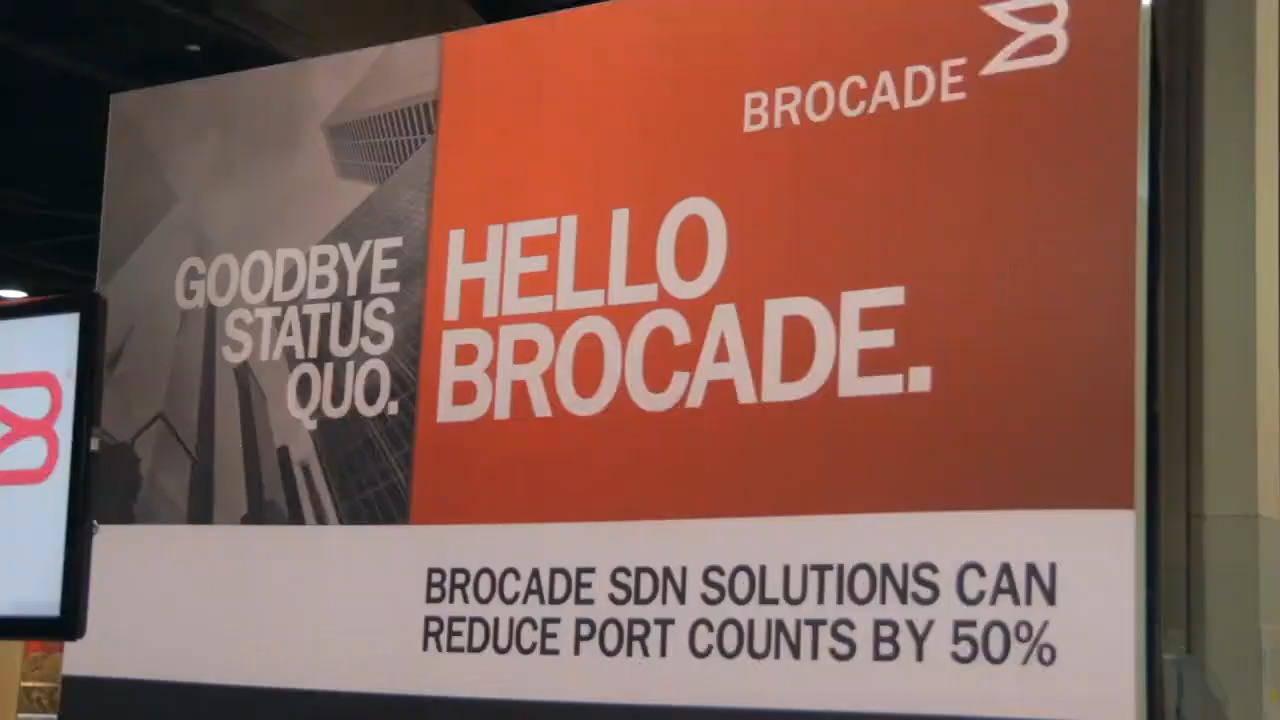 BROCADE
GOODBYE
STATUS
QUO.
HELLO
BROCADE.
BROCADE SDN SOLUTIONS CAN
REDUCE PORT COUNTS BY 50%